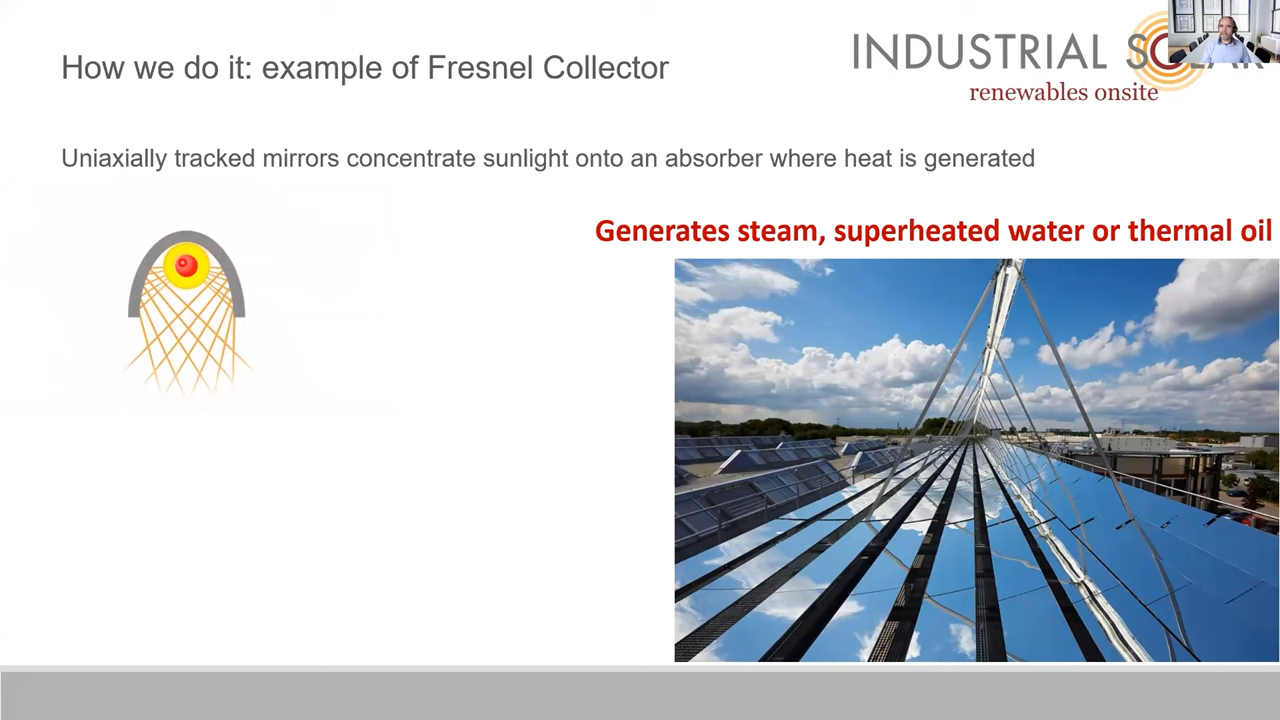 How we do it: example of Fresnel Collector
INDUSTRIAL
renewables onsite
Uniaxially tracked mirrors concentrate sunlight onto an absorber where heat is generated
Generates steam, superheated water or thermal oil